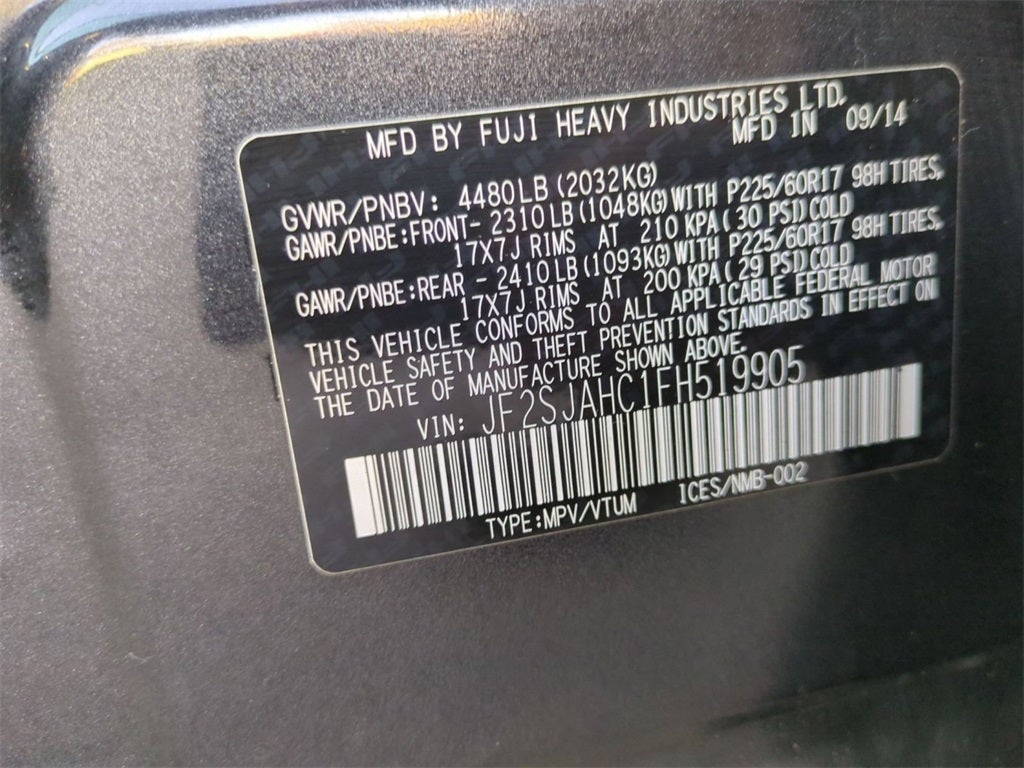 MFD BY FUJI HEAVY INDUSTRIES LTD.
MFD IN 09/14
GVWR/PNBV: 4480LB (2032KG)
GAWR/PNBE:FRONT- 2310LB (1048KG)WITH P225/60R17 98H TIRES,
17X7J RIMS AT 210 KPA (30 PSI)COLD
GAWR/PNBE:REAR - 2410LB (1093KG)WITH P225/60R17 98H TIRES,
17X7J RIMS AT 200 KPA (29 PSI)COLD
THIS VEHICLE CONFORMS TO ALL APPLICABLE FEDERAL MOTOR
VEHICLE SAFETY AND THEFT PREVENTION STANDARDS IN EFFECT ON
THE DATE OF MANUFACTURE SHOWN ABOVE.
VIN: JF2SJAHC1FH519905
TYPE:MPV/VTUM ICES/NMB-002